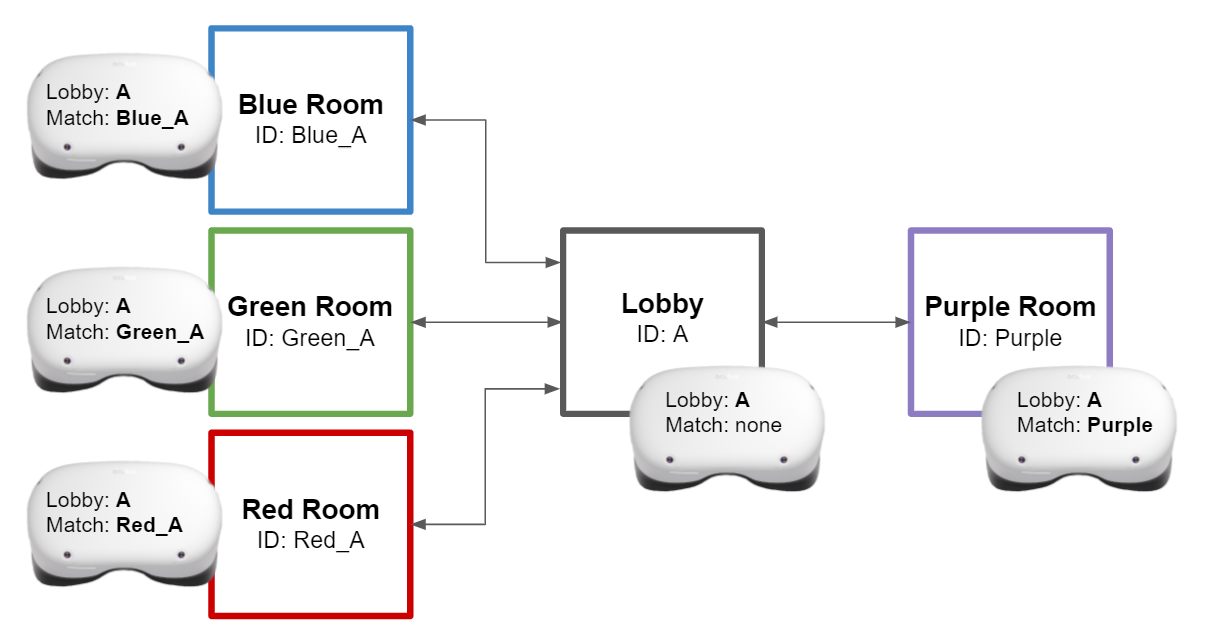 Lobby: A
Match: Blue_A
Blue Room
ID: Blue_A
Lobby: A
Match: Green_A
Green Room
ID: Green_A
Lobby: A
Match: Red_A
Red Room
ID: Red_A
Lobby
ID: A
Lobby: A
Match: none
Purple Room
ID: Purple
Lobby: A
Match: Purple